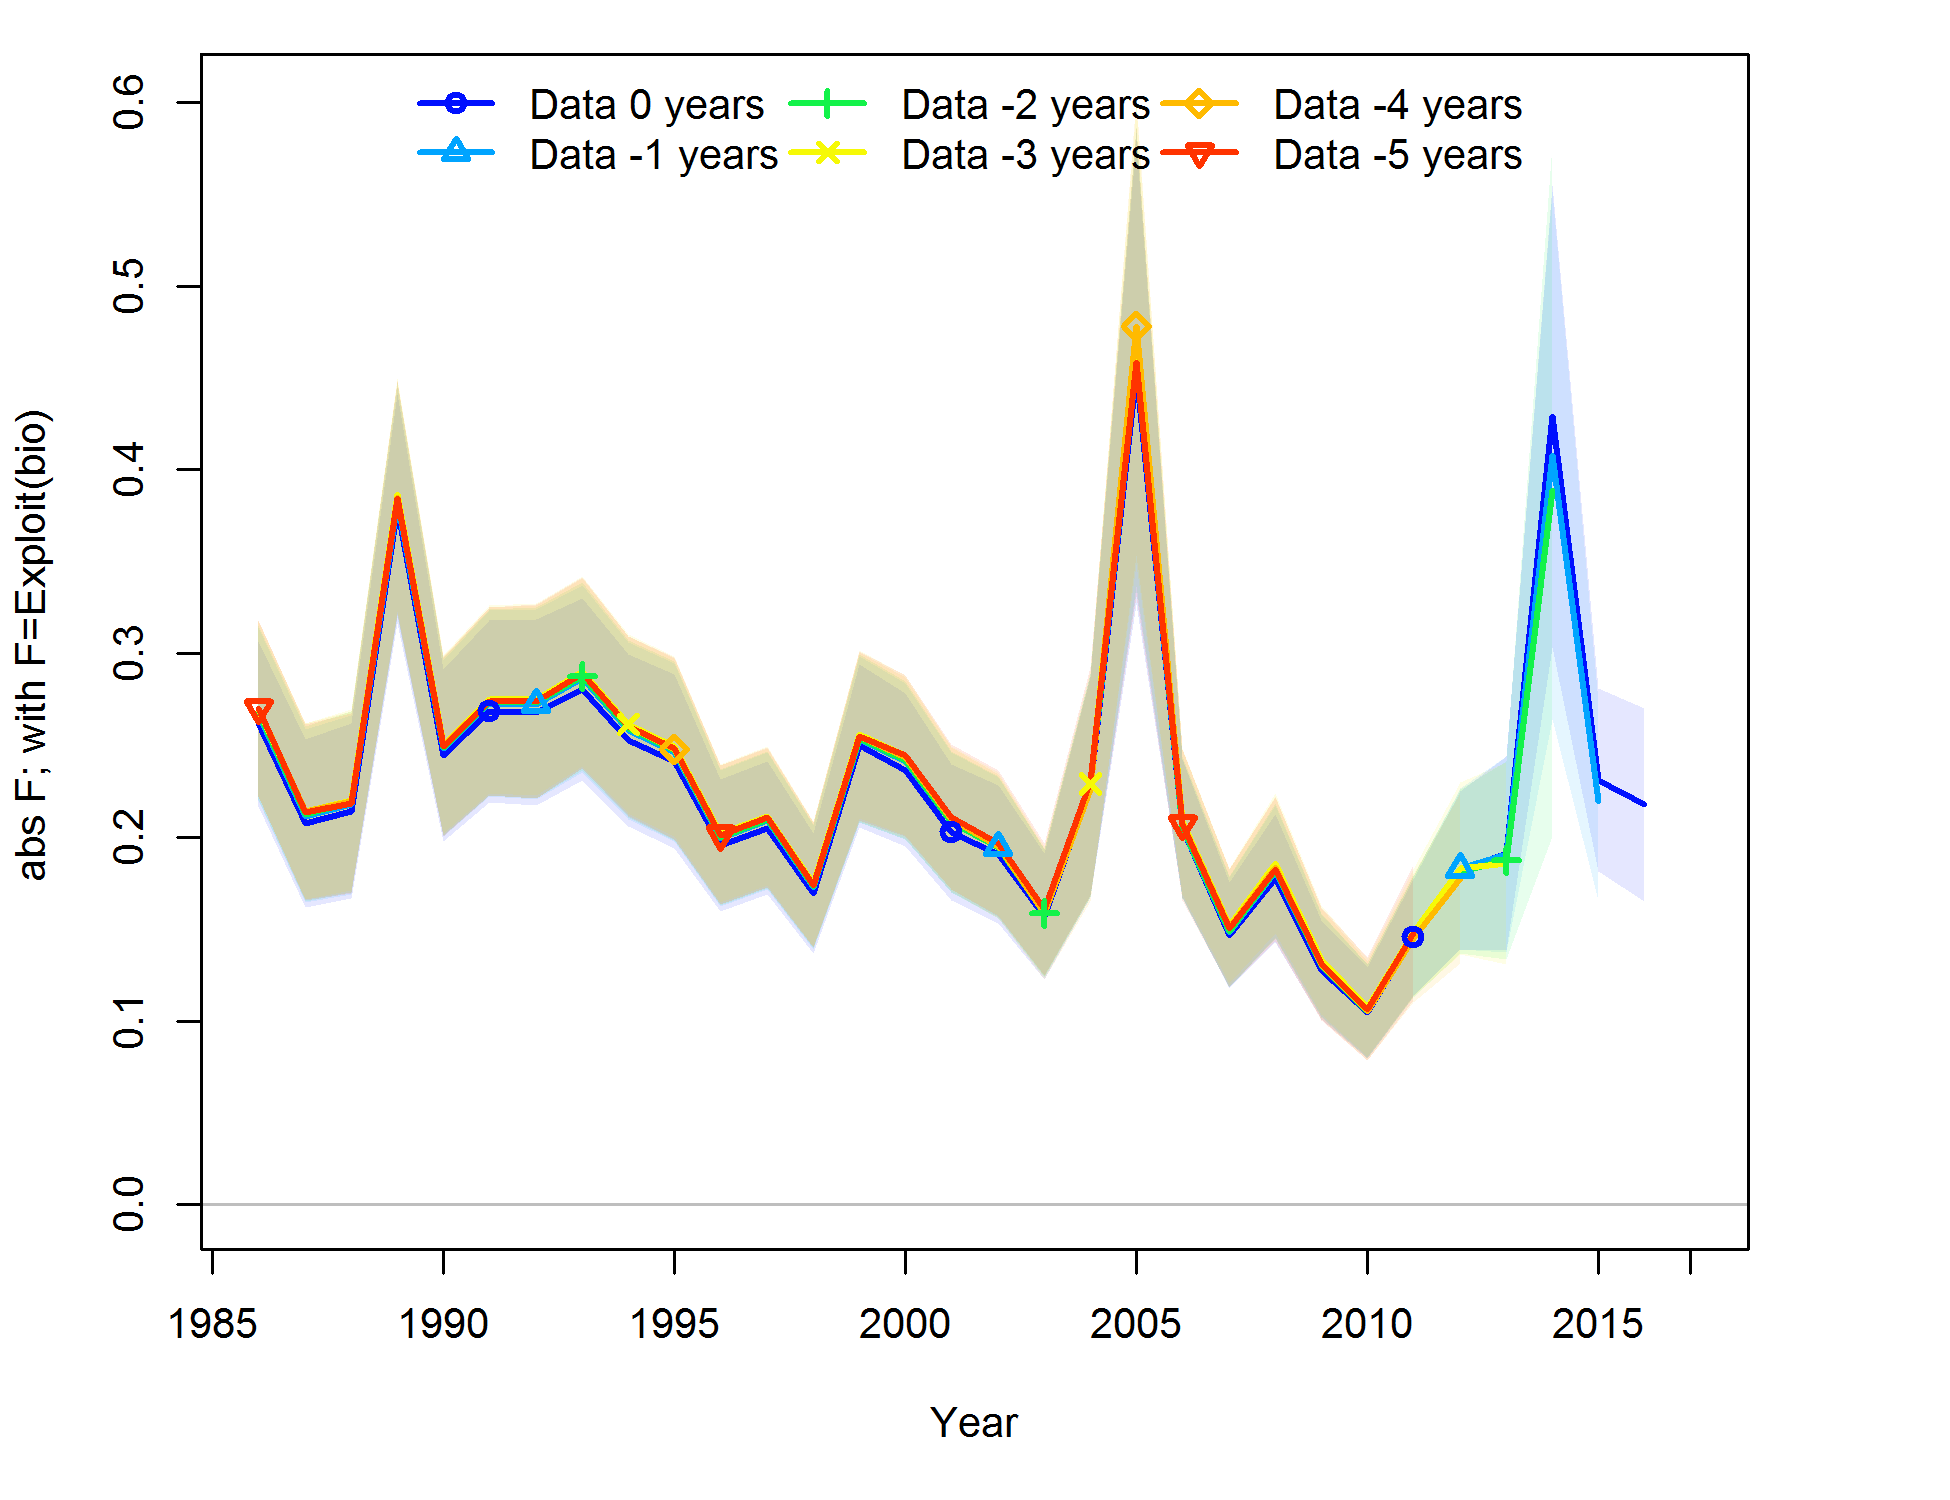 Data 0 years Data -2 years Data -4 years
Data -1 years Data -3 years Data -5 years
abs F; with F=Exploit(bio)
0.6
0.5
0.4
0.3
0.2
0.1
0.0
1985 1990 1995 2000 2005 2010 2015
Year